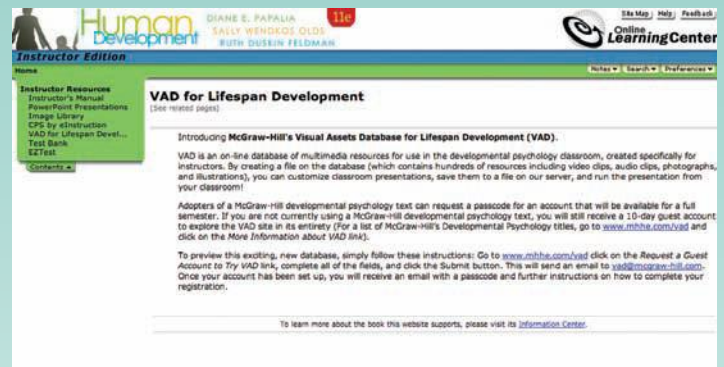 Human
Development
DIANE E. PAPALIA
SALLY WENDKOS OLDS
RUTH DUSKIN FELDMAN
11e
Site Map | Help | Feedback
Online
LearningCenter
Instructor Edition
Home
Notes ▾ | Search ▾ | Preferences ▾
Instructor Resources
Instructor's Manual
PowerPoint Presentations
Image Library
CPS by eInstruction
VAD for Lifespan Devel...
Test Bank
EZTest
Contents ▴
VAD for Lifespan Development
(See related pages)
Introducing McGraw-Hill's Visual Assets Database for Lifespan Development (VAD).
VAD is an on-line database of multimedia resources for use in the developmental psychology classroom, created specifically for
instructors. By creating a file on the database (which contains hundreds of resources including video clips, audio clips, photographs,
and illustrations), you can customize classroom presentations, save them to a file on our server, and run the presentation from
your classroom!
Adopters of a McGraw-Hill developmental psychology text can request a passcode for an account that will be available for a full
semester. If you are not currently using a McGraw-Hill developmental psychology text, you will still receive a 10-day guest account
to explore the VAD site in its entirety (For a list of McGraw-Hill's Developmental Psychology titles, go to www.mhhe.com/vad and
click on the More Information about VAD link).
To preview this exciting, new database, simply follow these instructions: Go to www.mhhe.com/vad click on the Request a Guest
Account to Try VAD link, complete all of the fields, and click the Submit button. This will send an email to vad@mcgraw-hill.com.
Once your account has been set up, you will receive an email with a passcode and further instructions on how to complete your
registration.
To learn more about the book this website supports, please visit its Information Center.